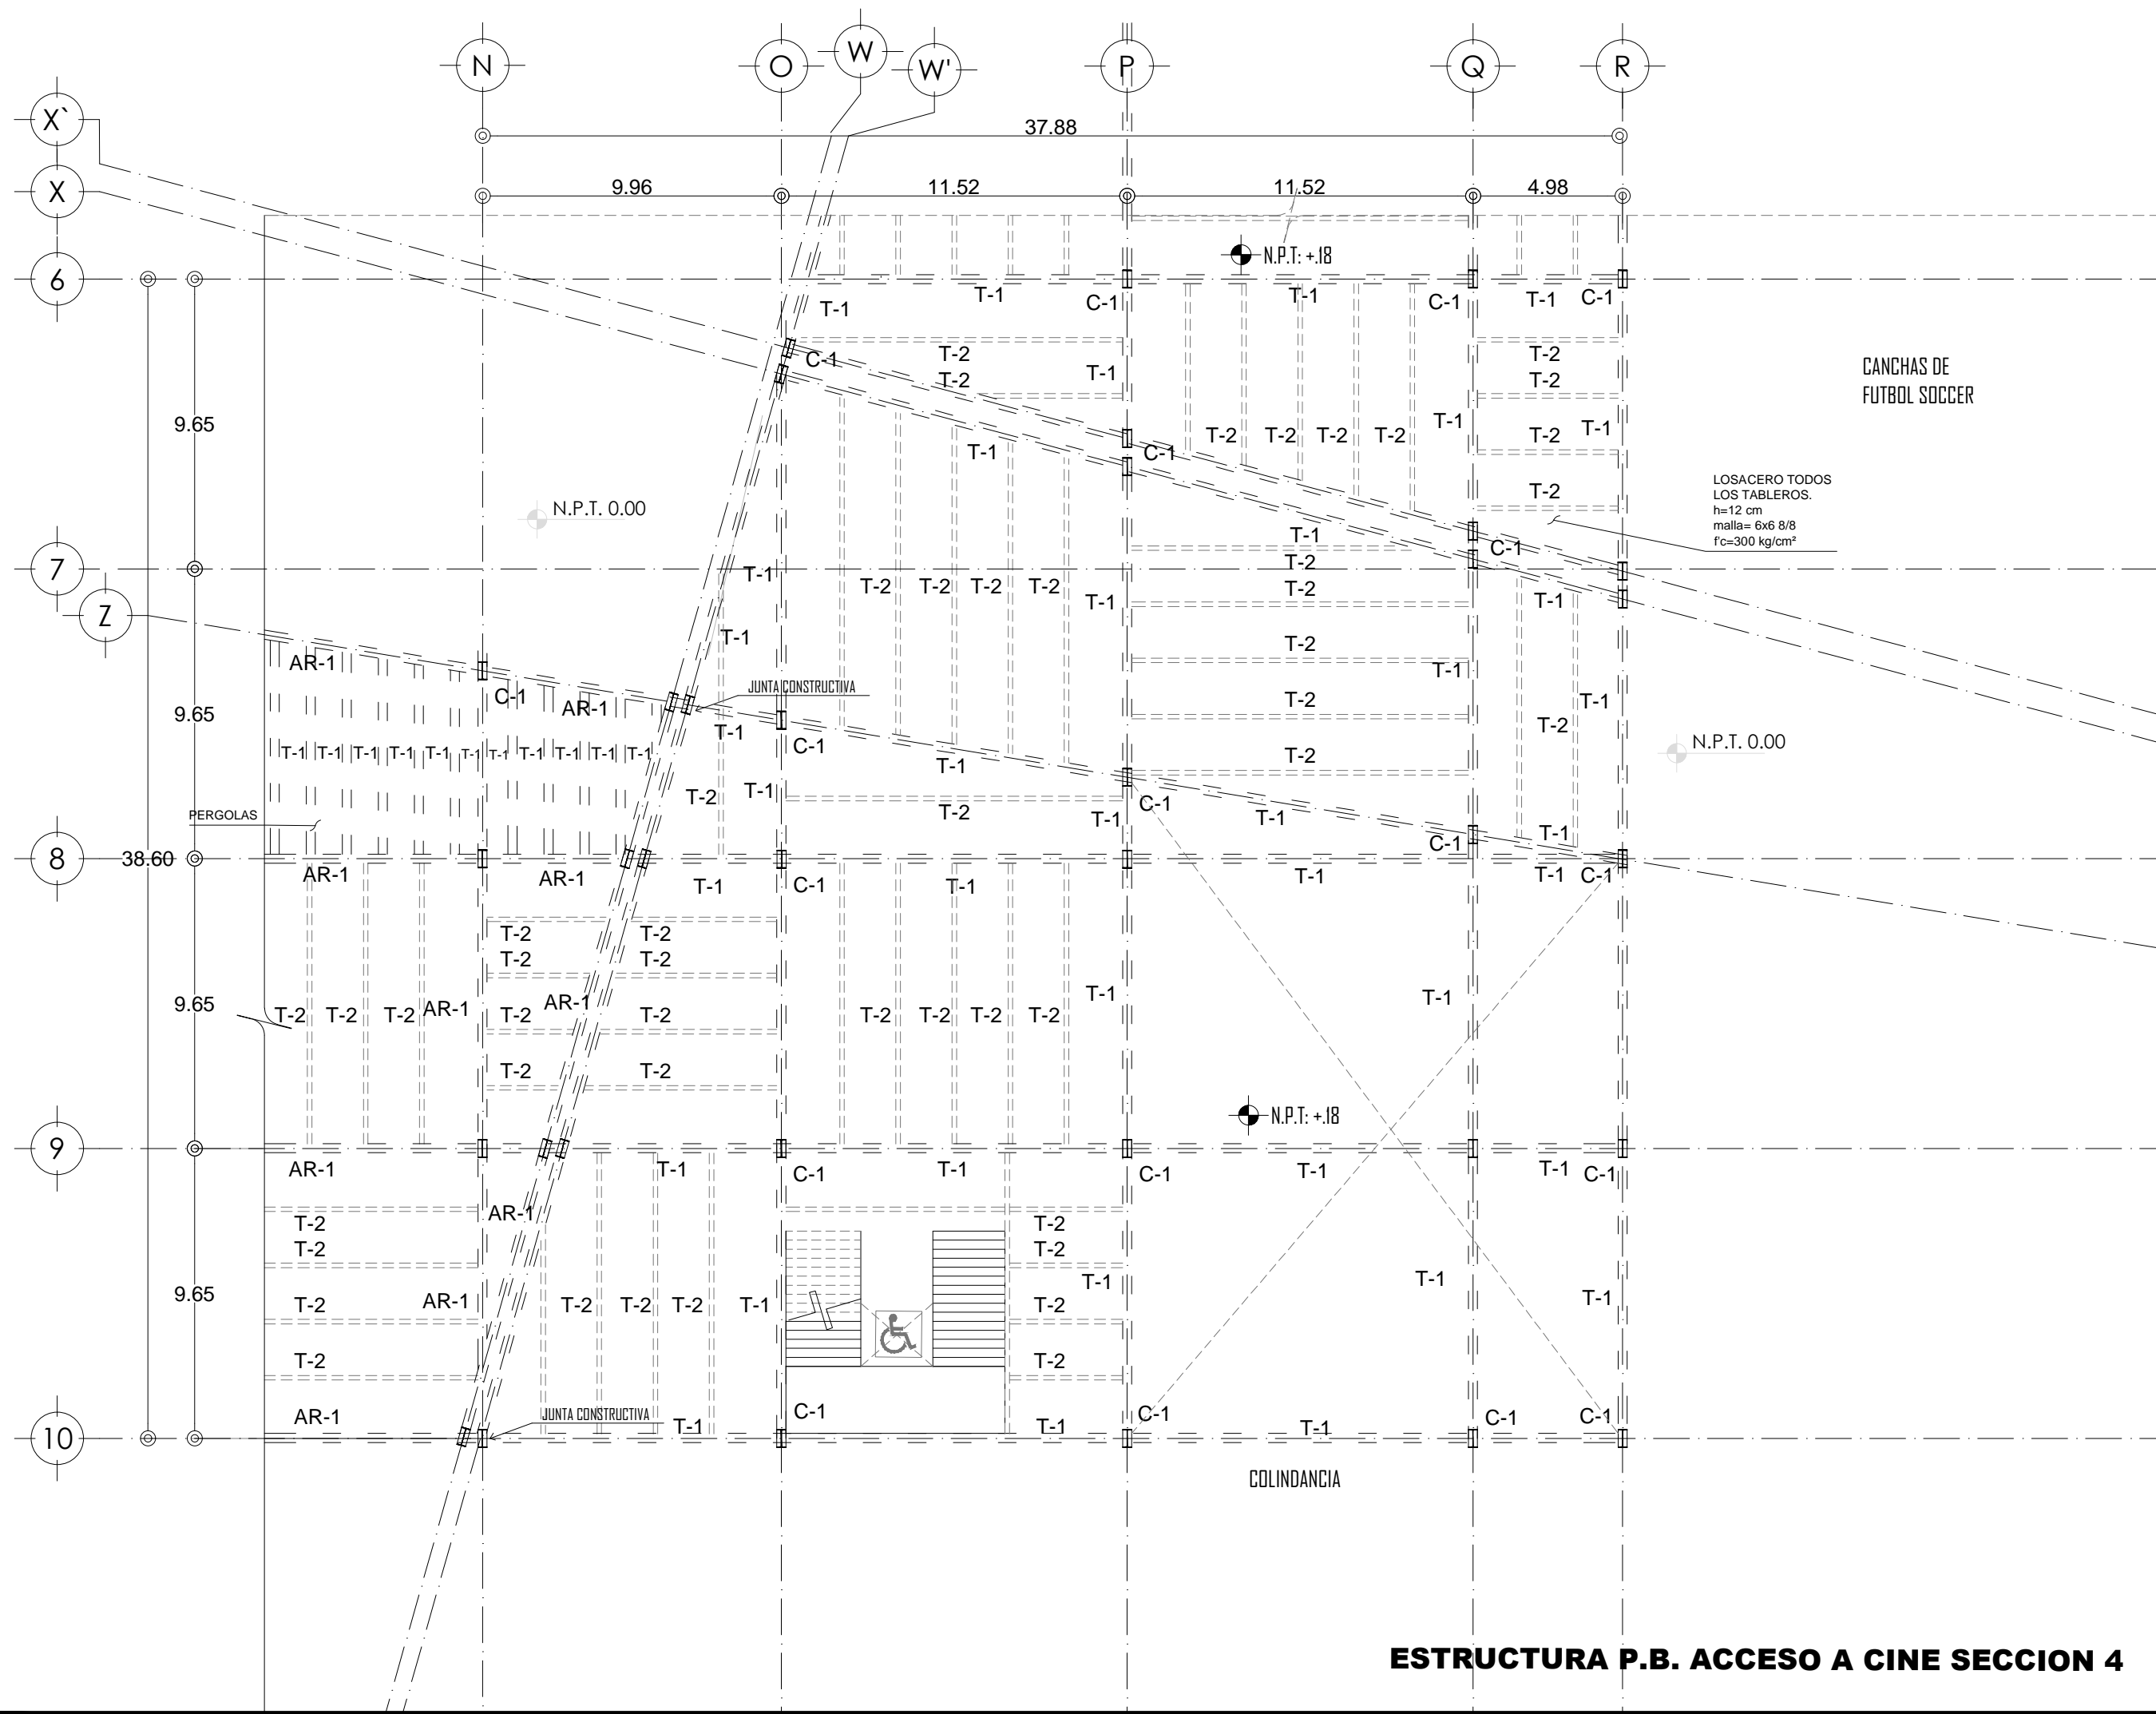 N O W W' P Q R
X`
X
37.88
9.96 11.52 11.52 4.98
6
N.P.T: +.18
T-1 T-1 C-1 T-1 C-1 T-1 C-1
C-1 T-2 T-2
T-2 T-1 T-2
CANCHAS DE
FUTBOL SOCCER
9.65
T-1 C-1 T-2 T-2 T-2 T-2 T-1 T-2 T-1
LOSACERO TODOS
LOS TABLEROS.
h=12 cm
malla= 6x6 8/8
f'c=300 kg/cm²
T-2
N.P.T. 0.00
T-1 C-1
7
T-1 T-2 T-2 T-2 T-2 T-1 T-2
T-2 T-1
Z
T-1 T-2
AR-1 T-1
JUNTA CONSTRUCTIVA
C-1 AR-1 T-2 T-1
9.65
T-1 C-1 T-2
N.P.T. 0.00
T-1 T-1 T-1 T-1 T-1 T-1 T-1 T-1 T-1 T-1 T-1
T-1 T-2
T-2 T-1 T-2 C-1 T-1 T-1 T-1
PERGOLAS
C-1
8
38.60
AR-1 AR-1 T-1 C-1 T-1 T-1 T-1 C-1
T-2 T-2
T-2 T-2
9.65
T-2 T-2 T-2 AR-1 AR-1 T-1 T-1
T-2 T-2 T-2 T-2 T-2 T-2
T-2 T-2
N.P.T: +.18
9
AR-1 T-1 C-1 T-1 C-1 T-1 T-1 C-1
AR-1
T-2 T-2
T-2 T-2
9.65
T-1 T-1 T-1
T-2 AR-1 T-2 T-2 T-2 T-1 T-2
T-2 T-2
AR-1
JUNTA CONSTRUCTIVA
C-1 C-1 C-1 C-1
T-1 T-1 T-1
10
COLINDANCIA
ESTRUCTURA P.B. ACCESO A CINE SECCION 4